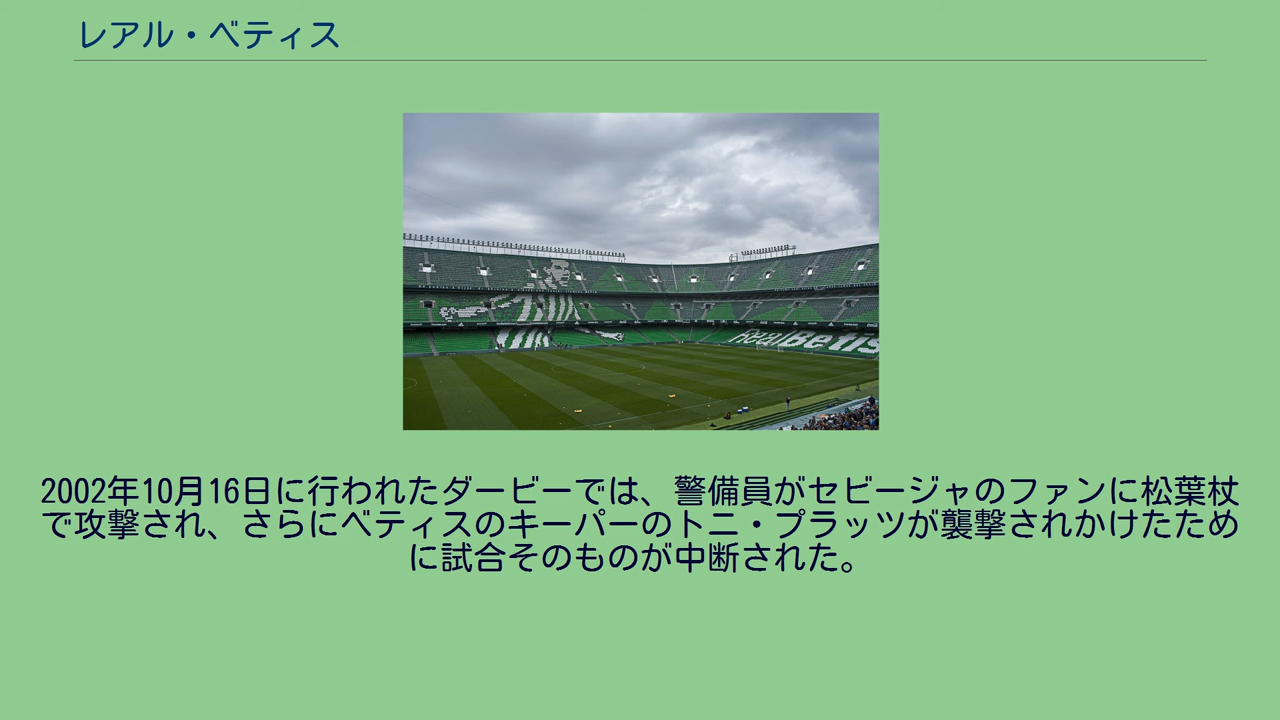 レアル・ベティス
Real Betis
2002年10月16日に行われたダービーでは、警備員がセビージャのファンに松葉杖
で攻撃され、さらにベティスのキーパーのトニ・プラッツが襲撃されかけたため
に試合そのものが中断された。